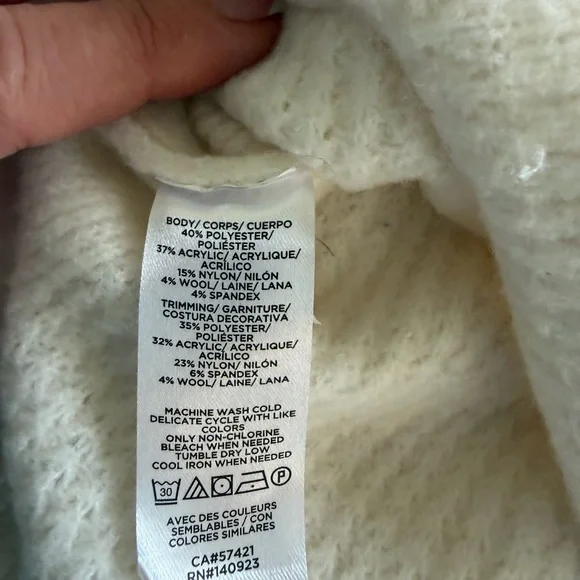 BODY/ CORPS/ CUERPO
40% POLYESTER/
POLIÉSTER
37% ACRYLIC/ ACRYLIQUE/
ACRÍLICO
15% NYLON/ NILÓN
4% WOOL/ LAINE/ LANA
4% SPANDEX
TRIMMING/ GARNITURE/
COSTURA DECORATIVA
35% POLYESTER/
POLIÉSTER
32% ACRYLIC/ ACRYLIQUE/
ACRÍLICO
23% NYLON/ NILÓN
6% SPANDEX
4% WOOL/ LAINE/ LANA
MACHINE WASH COLD
DELICATE CYCLE WITH LIKE
COLORS
ONLY NON-CHLORINE
BLEACH WHEN NEEDED
TUMBLE DRY LOW
COOL IRON WHEN NEEDED
30 P
AVEC DES COULEURS
SEMBLABLES / CON
COLORES SIMILARES
CA#57421
RN#140923